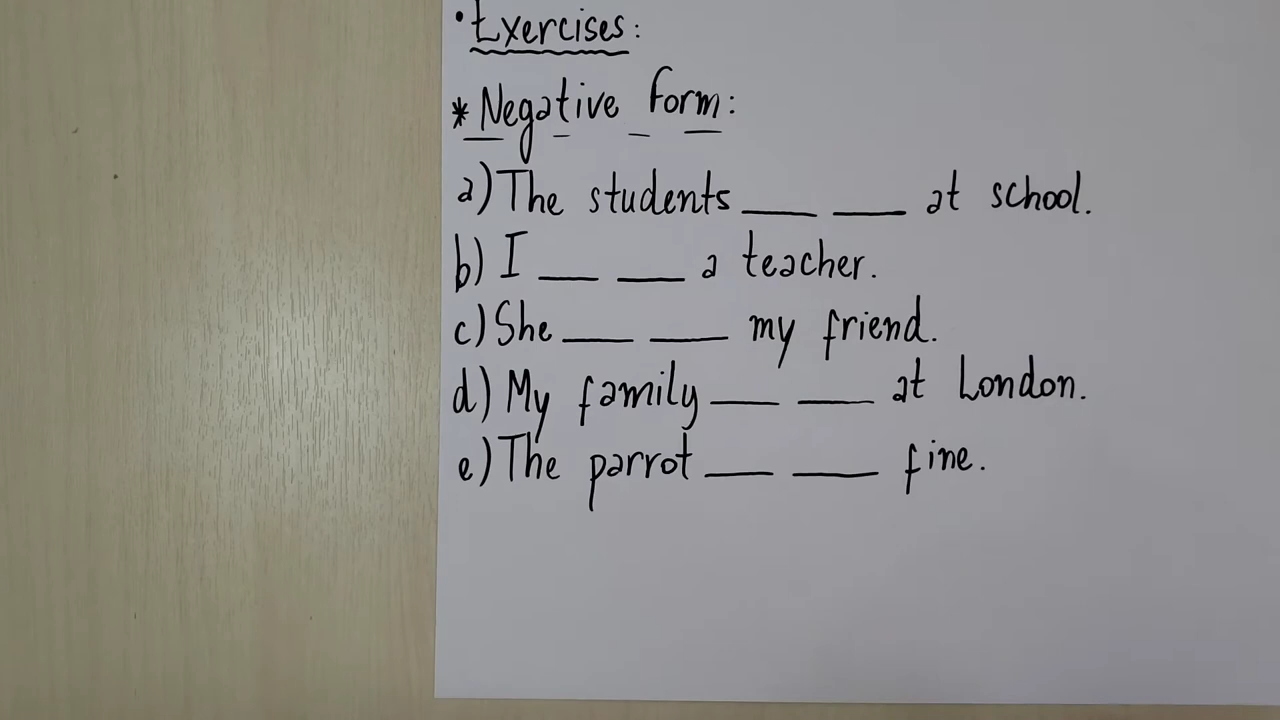 • Exercises:
* Negative form:
a) The students ___ ___ at school.
b) I ___ ___ a teacher.
c) She ___ ___ my friend.
d) My family ___ ___ at London.
e) The parrot ___ ___ fine.